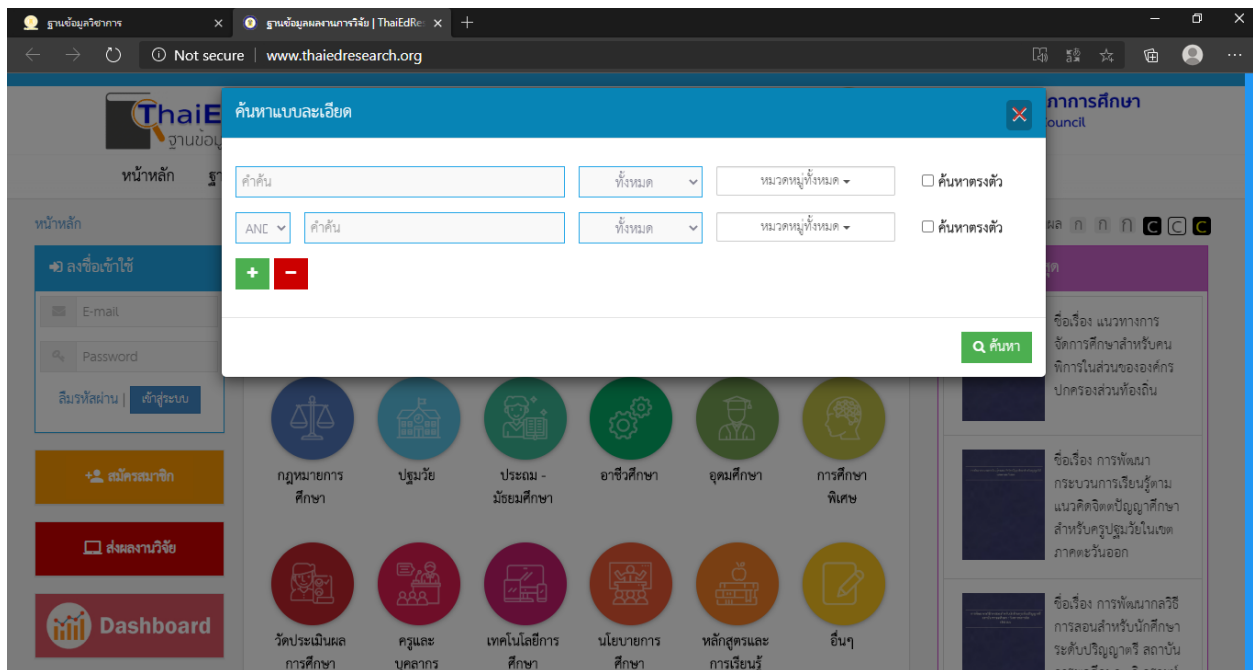 ฐานข้อมูลวิชาการ
ฐานข้อมูลผลงานการวิจัย | ThaiEdRe
Not secure | www.thaiedresearch.org
ThaiE
ฐานข้อมู
ค้นหาแบบละเอียด
ภาการศึกษา
ouncil
หน้าหลัก ฐา
คำค้น ทั้งหมด หมวดหมู่ทั้งหมด ค้นหาตรงตัว
AND คำค้น ทั้งหมด หมวดหมู่ทั้งหมด ค้นหาตรงตัว
หน้าหลัก
ผล ก ก ก C C C
ลงชื่อเข้าใช้
สุด
E-mail
Password
ลืมรหัสผ่าน | เข้าสู่ระบบ
ค้นหา
ชื่อเรื่อง แนวทางการ
จัดการศึกษาสำหรับคน
พิการในส่วนขององค์กร
ปกครองส่วนท้องถิ่น
สมัครสมาชิก
ส่งผลงานวิจัย
Dashboard
กฎหมายการ
ศึกษา
ปฐมวัย
ประถม -
มัธยมศึกษา
อาชีวศึกษา
อุดมศึกษา
การศึกษา
พิเศษ
ชื่อเรื่อง การพัฒนา
กระบวนการเรียนรู้ตาม
แนวคิดจิตตปัญญาศึกษา
สำหรับครูปฐมวัยในเขต
ภาคตะวันออก
วัดประเมินผล
การศึกษา
ครูและ
บุคลากร
เทคโนโลยีการ
ศึกษา
นโยบายการ
ศึกษา
หลักสูตรและ
การเรียนรู้
อื่นๆ
ชื่อเรื่อง การพัฒนากลวิธี
การสอนสำหรับนักศึกษา
ระดับปริญญาตรี สถาบัน